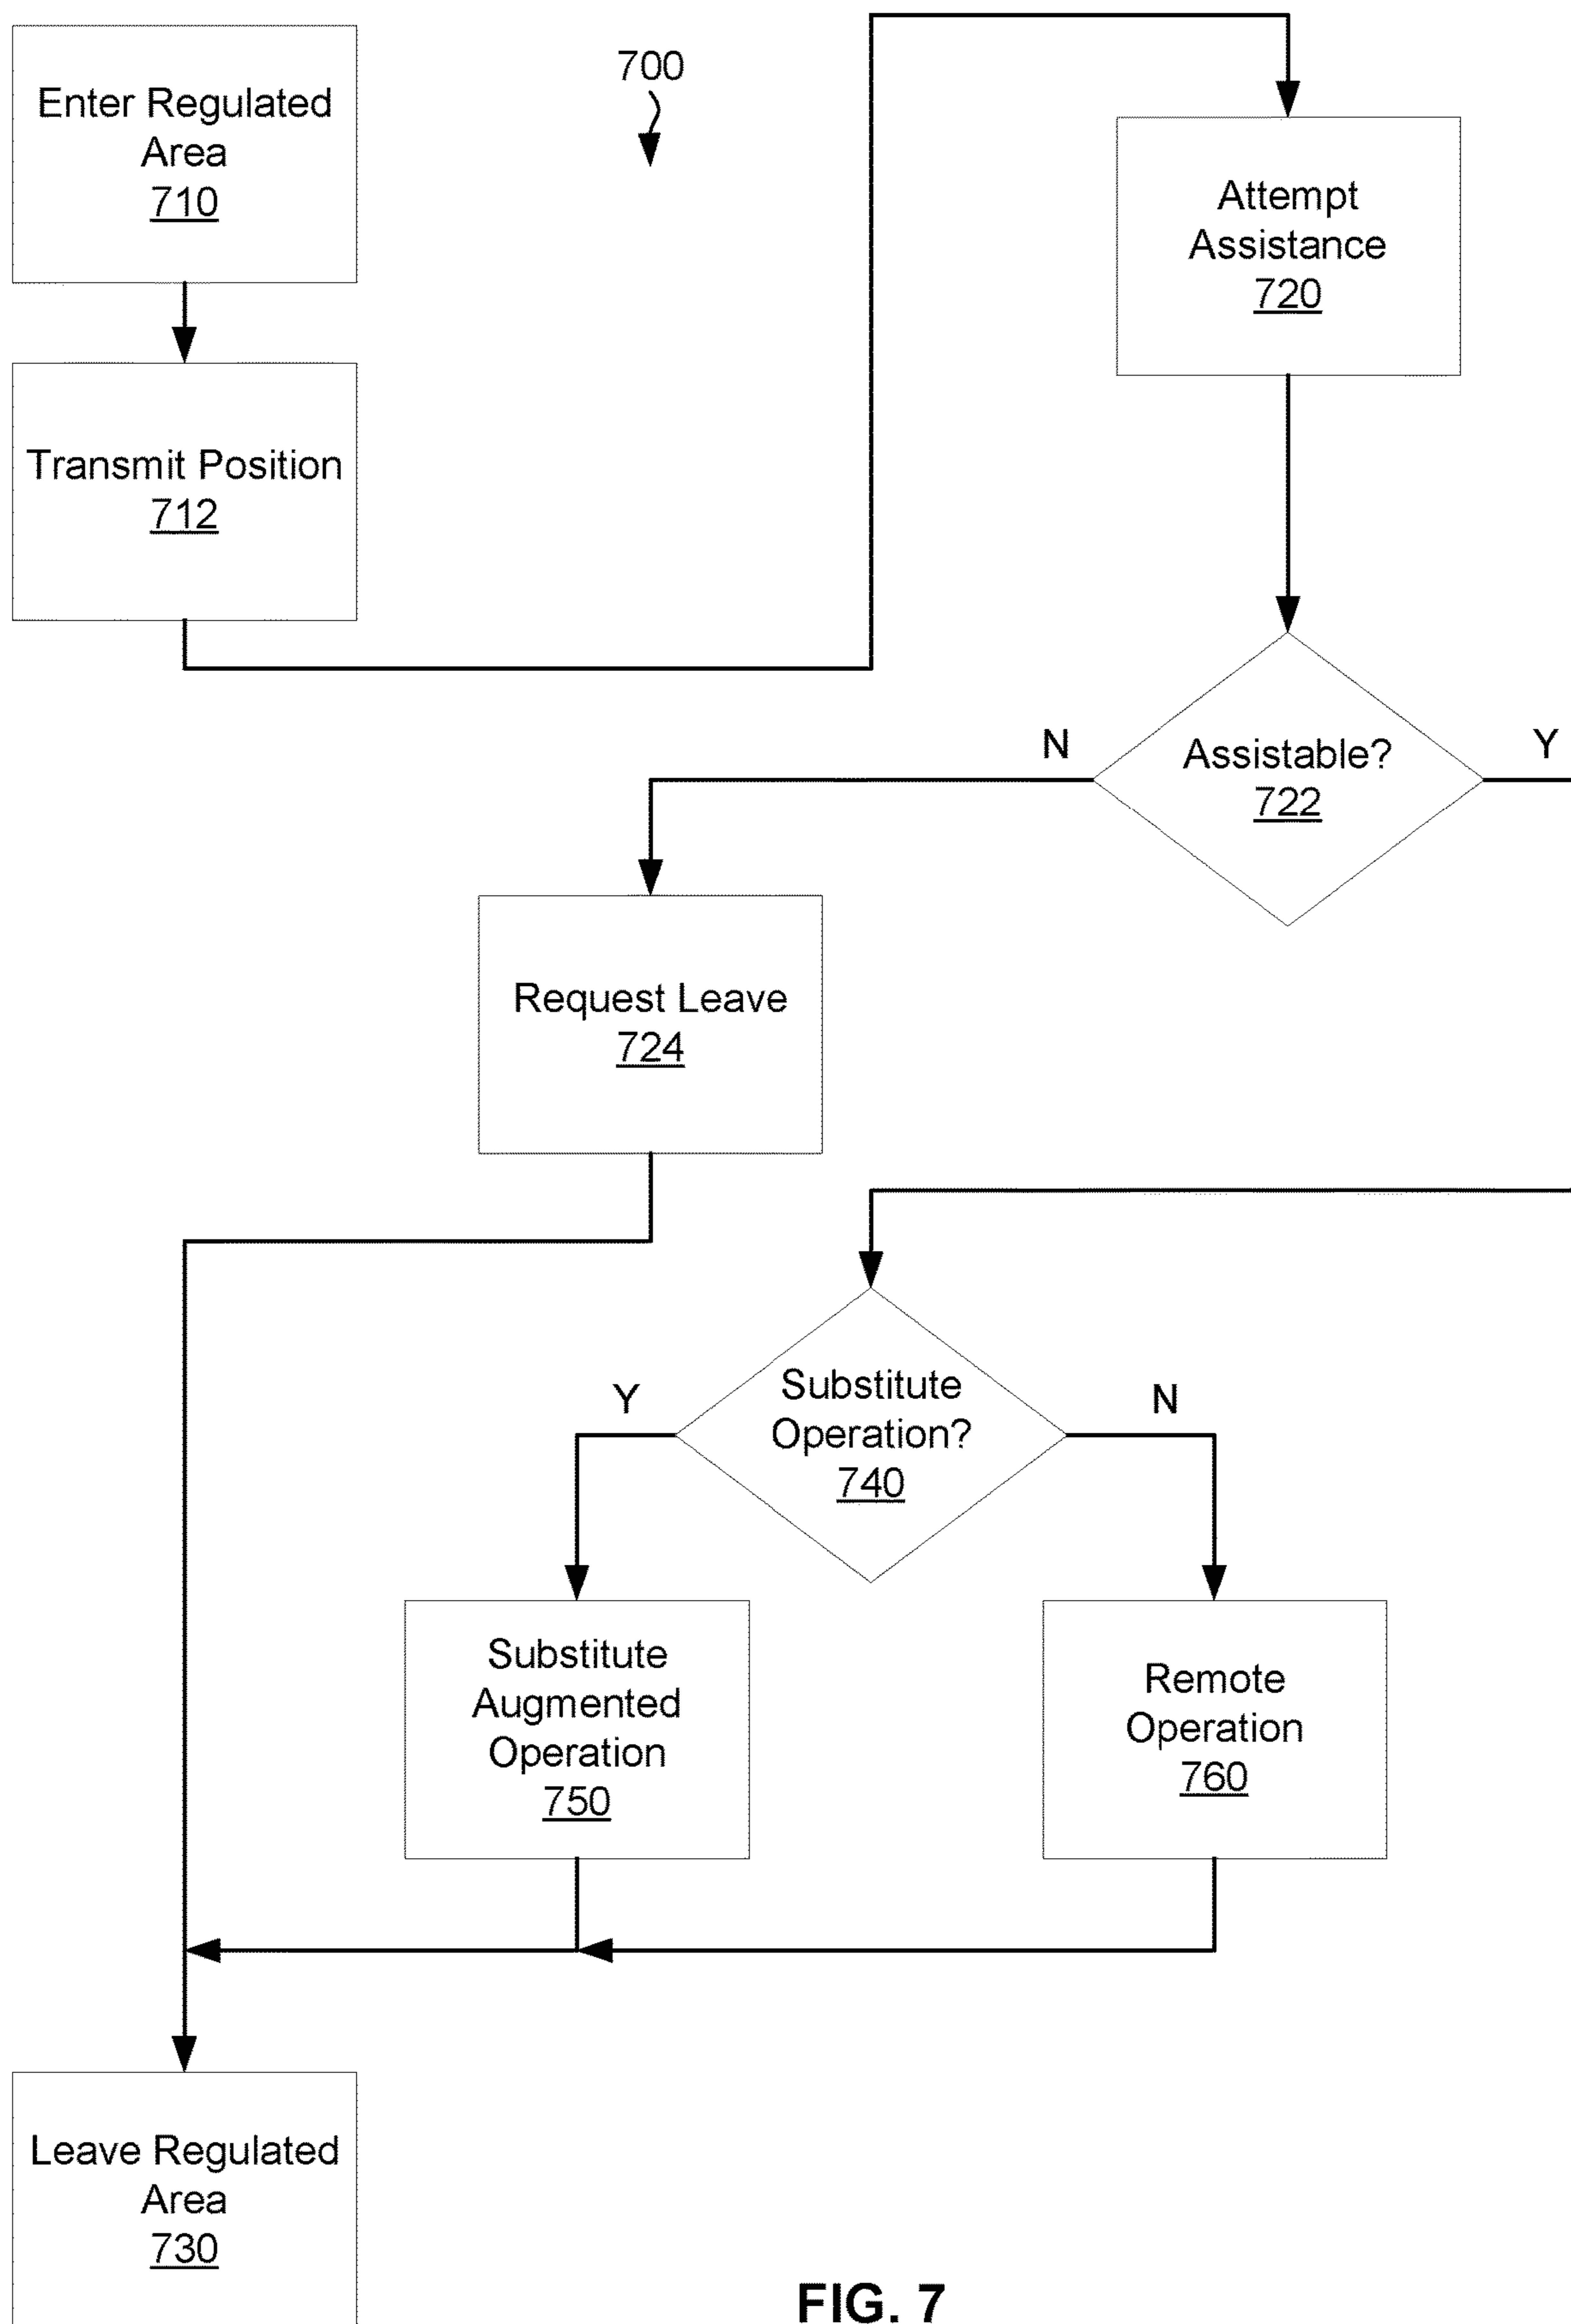 Enter Regulated
Area
710
700
Transmit Position
712
Attempt
Assistance
720
N
Assistable?
722
Y
Request Leave
724
Y
Substitute
Operation?
740
N
Substitute
Augmented
Operation
750
Remote
Operation
760
Leave Regulated
Area
730
FIG. 7